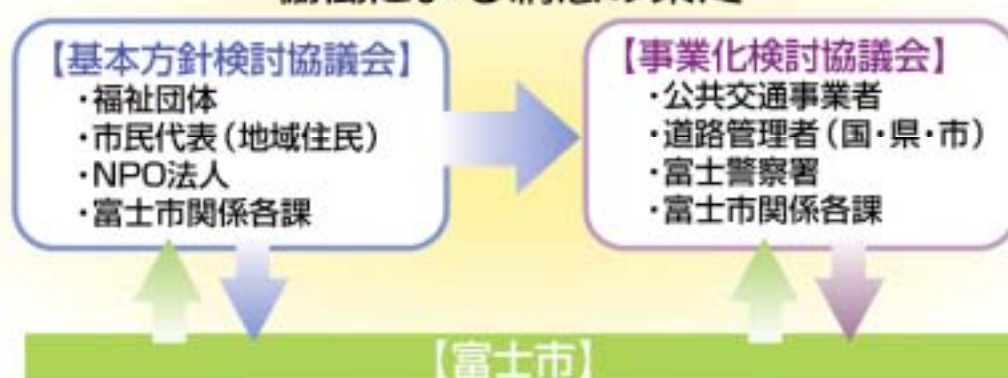 【基本方針検討協議会】
・福祉団体
・市民代表(地域住民)
・NPO法人
・富士市関係各課
【事業化検討協議会】
・公共交通事業者
・道路管理者(国・県・市)
・富士警察署
・富士市関係各課
【富士市】